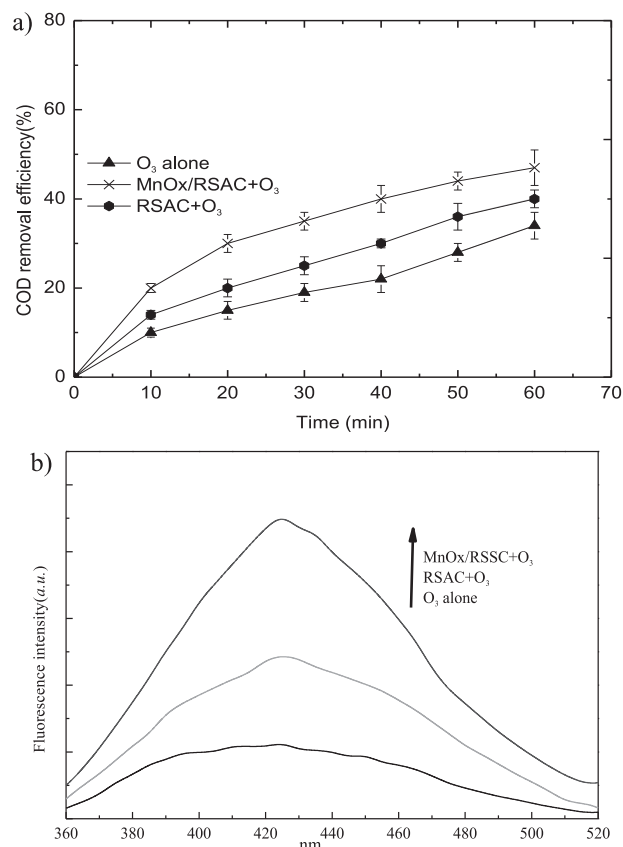 a)
80
60
40
20
0
COD removal efficiency(%)
O₃ alone
MnOx/RSAC+O₃
RSAC+O₃
0 10 20 30 40 50 60 70
Time (min)
b)
Fluorescence intensity(a.u.)
MnOx/RSSC+O₃
RSAC+O₃
O₃ alone
360 380 400 420 440 460 480 500 520
nm